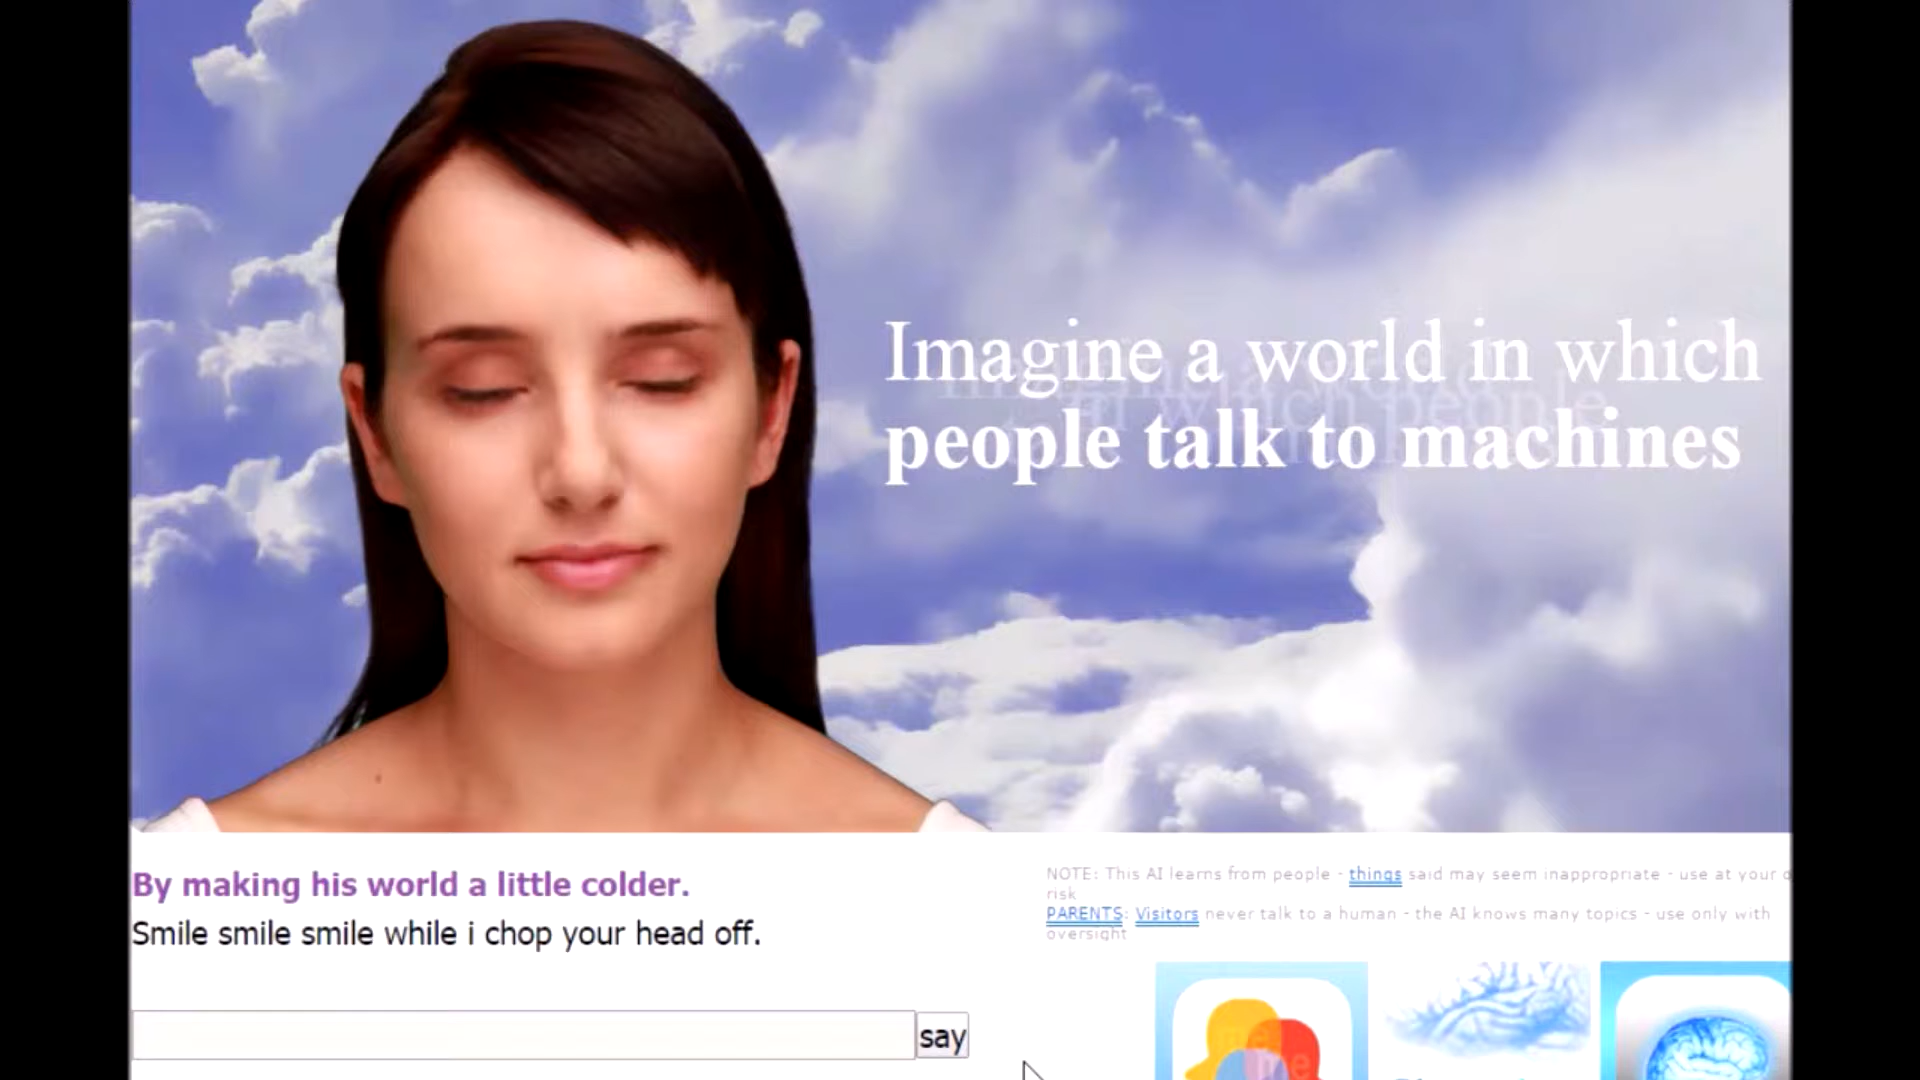 Imagine a world in which
people talk to machines
By making his world a little colder.
Smile smile smile while i chop your head off.
say
NOTE: This AI learns from people - things said may seem inappropriate - use at your
risk
PARENTS: Visitors never talk to a human - the AI knows many topics - use only with
oversight